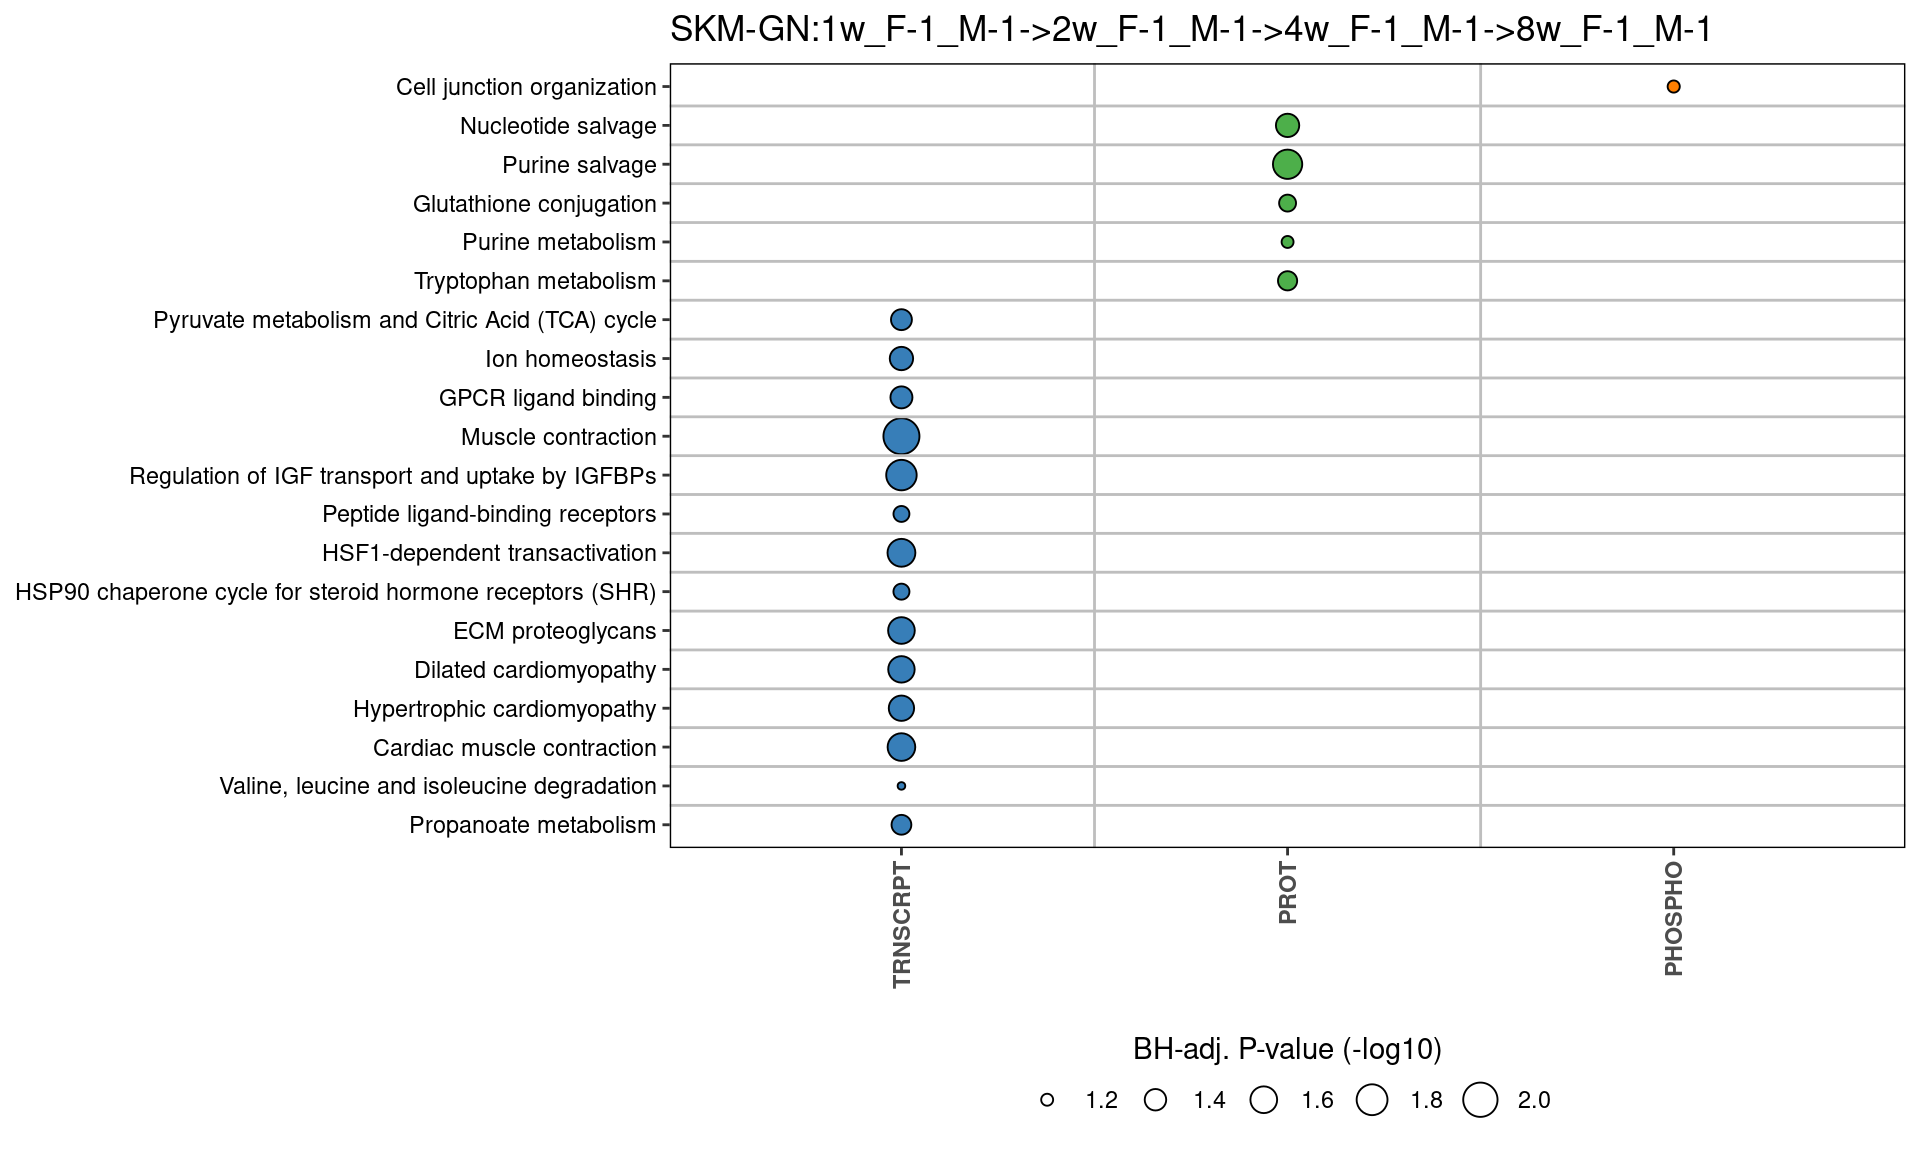 SKM-GN:1w_F-1_M-1->2w_F-1_M-1->4w_F-1_M-1->8w_F-1_M-1
Cell junction organization
Nucleotide salvage
Purine salvage
Glutathione conjugation
Purine metabolism
Tryptophan metabolism
Pyruvate metabolism and Citric Acid (TCA) cycle
Ion homeostasis
GPCR ligand binding
Muscle contraction
Regulation of IGF transport and uptake by IGFBPs
Peptide ligand-binding receptors
HSF1-dependent transactivation
HSP90 chaperone cycle for steroid hormone receptors (SHR)
ECM proteoglycans
Dilated cardiomyopathy
Hypertrophic cardiomyopathy
Cardiac muscle contraction
Valine, leucine and isoleucine degradation
Propanoate metabolism
TRNSCRPT
PROT
PHOSPHO
BH-adj. P-value (-log10)
1.2 1.4 1.6 1.8 2.0